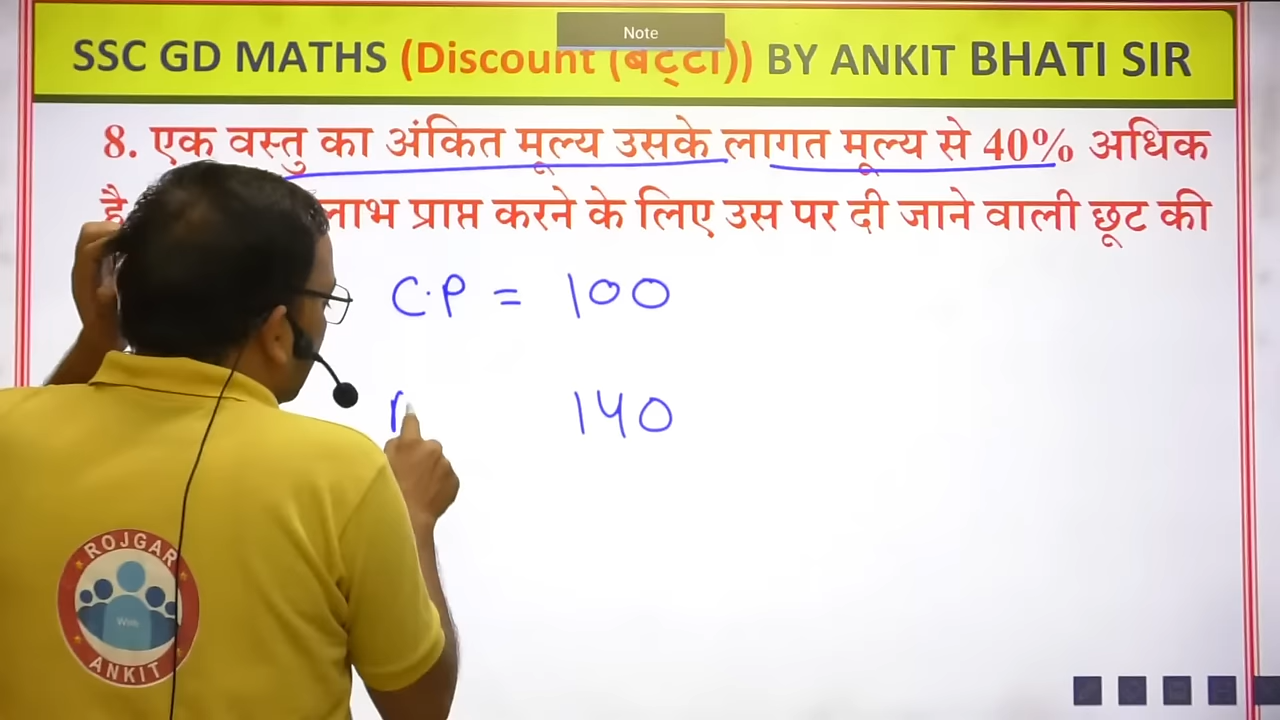 Note
SSC GD MATHS (Discount (बट्टा)) BY ANKIT BHATI SIR
8. एक वस्तु का अंकित मूल्य उसके लागत मूल्य से 40% अधिक
है लाभ प्राप्त करने के लिए उस पर दी जाने वाली छूट की
C.P = 100
140
ROJGAR
With
ANKIT